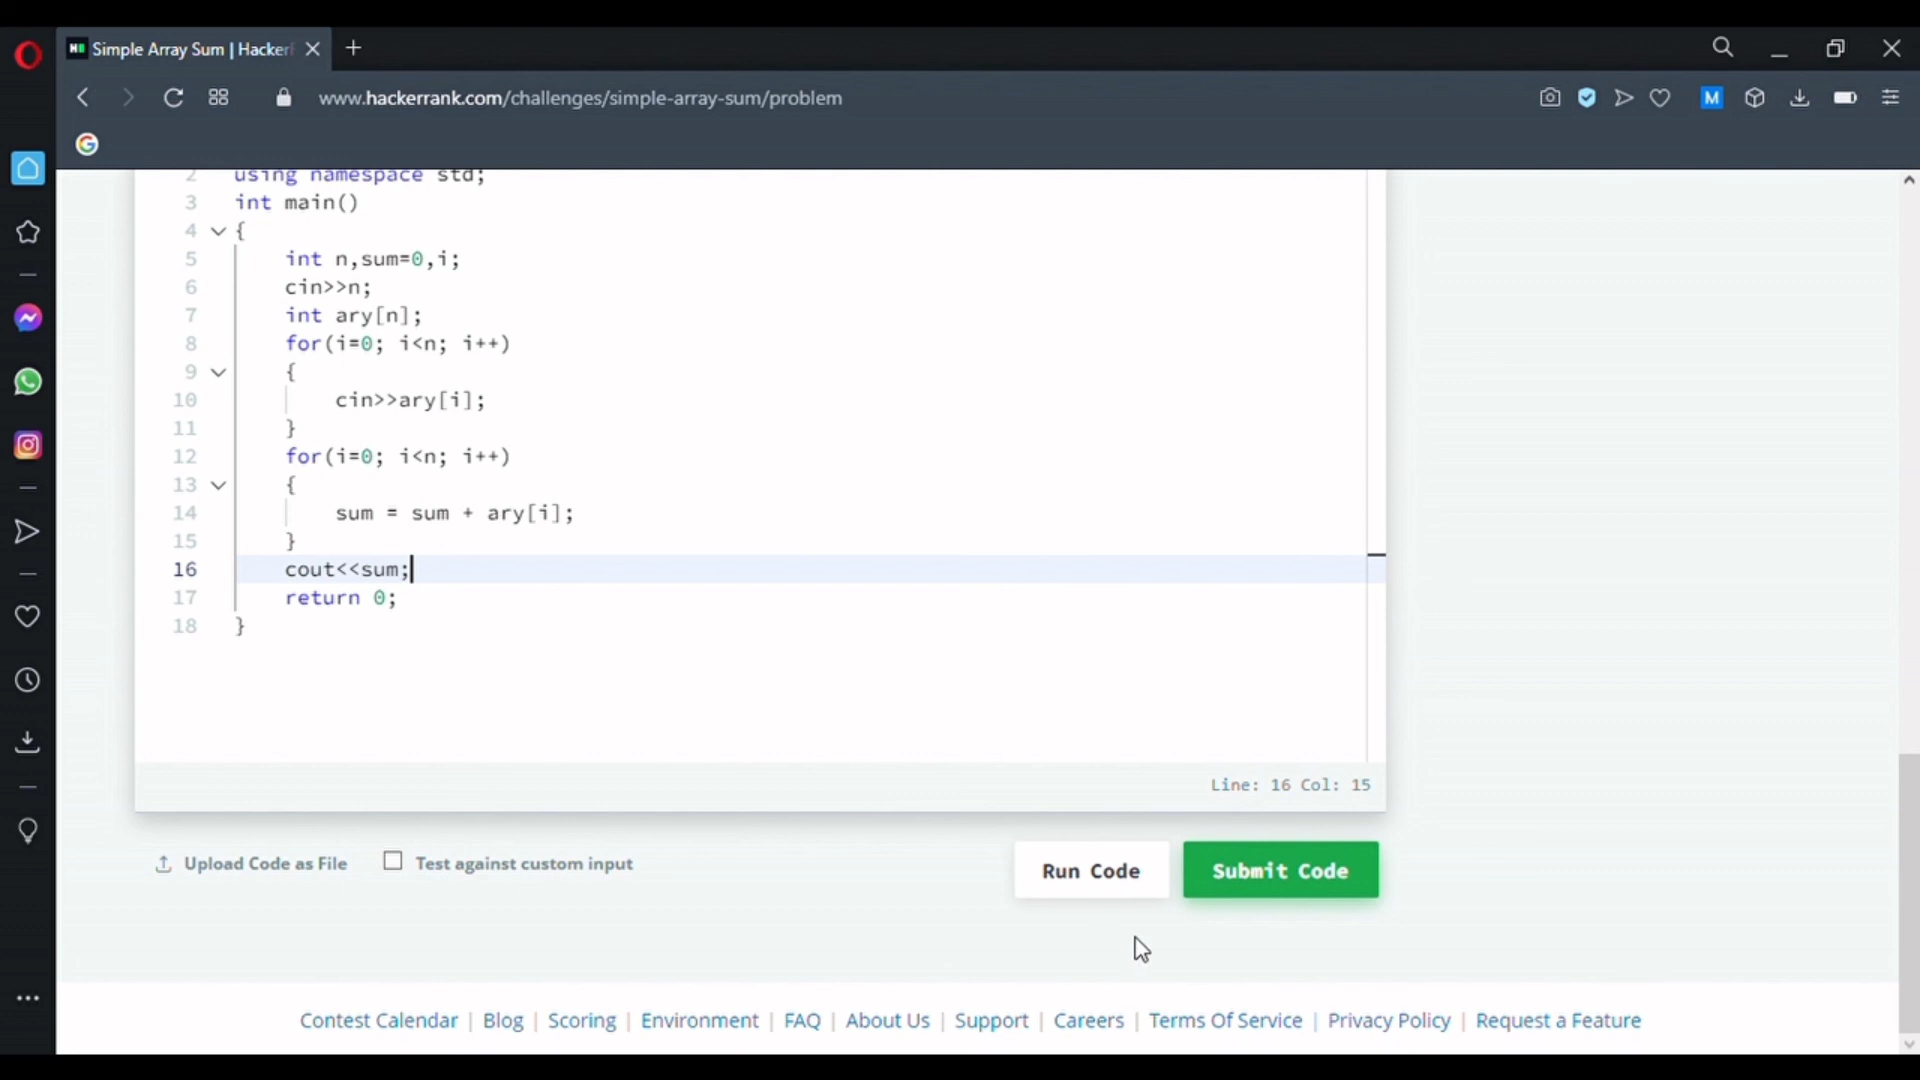 Simple Array Sum | Hacker
www.hackerrank.com/challenges/simple-array-sum/problem
M
2 using namespace std;
3 int main()
4 {
5 int n,sum=0,i;
6 cin>>n;
7 int ary[n];
8 for(i=0; i<n; i++)
9 {
10 cin>>ary[i];
11 }
12 for(i=0; i<n; i++)
13 {
14 sum = sum + ary[i];
15 }
16 cout<<sum;
17 return 0;
18 }
Line: 16 Col: 15
Upload Code as File Test against custom input Run Code Submit Code
Contest Calendar | Blog | Scoring | Environment | FAQ | About Us | Support | Careers | Terms Of Service | Privacy Policy | Request a Feature